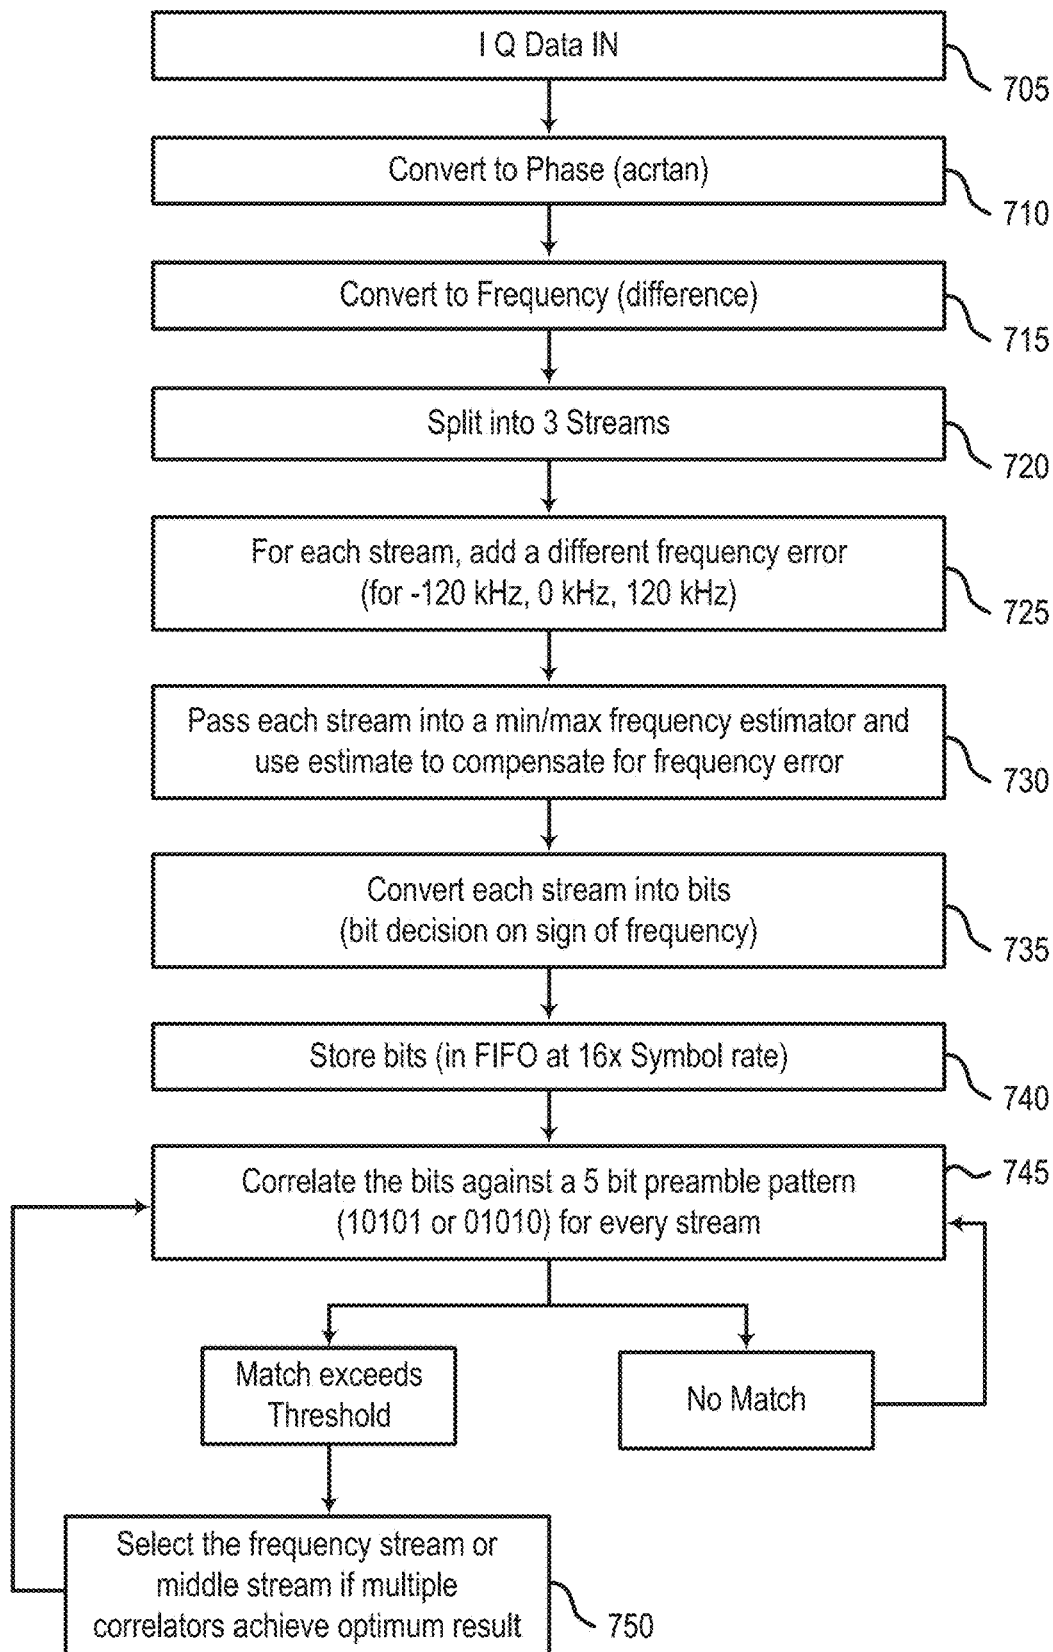 I Q Data IN
705
Convert to Phase (acrtan)
710
Convert to Frequency (difference)
715
Split into 3 Streams
720
For each stream, add a different frequency error
(for -120 kHz, 0 kHz, 120 kHz)
725
Pass each stream into a min/max frequency estimator and
use estimate to compensate for frequency error
730
Convert each stream into bits
(bit decision on sign of frequency)
735
Store bits (in FIFO at 16x Symbol rate)
740
Correlate the bits against a 5 bit preamble pattern
(10101 or 01010) for every stream
745
Match exceeds
Threshold
No Match
Select the frequency stream or
middle stream if multiple
correlators achieve optimum result
750